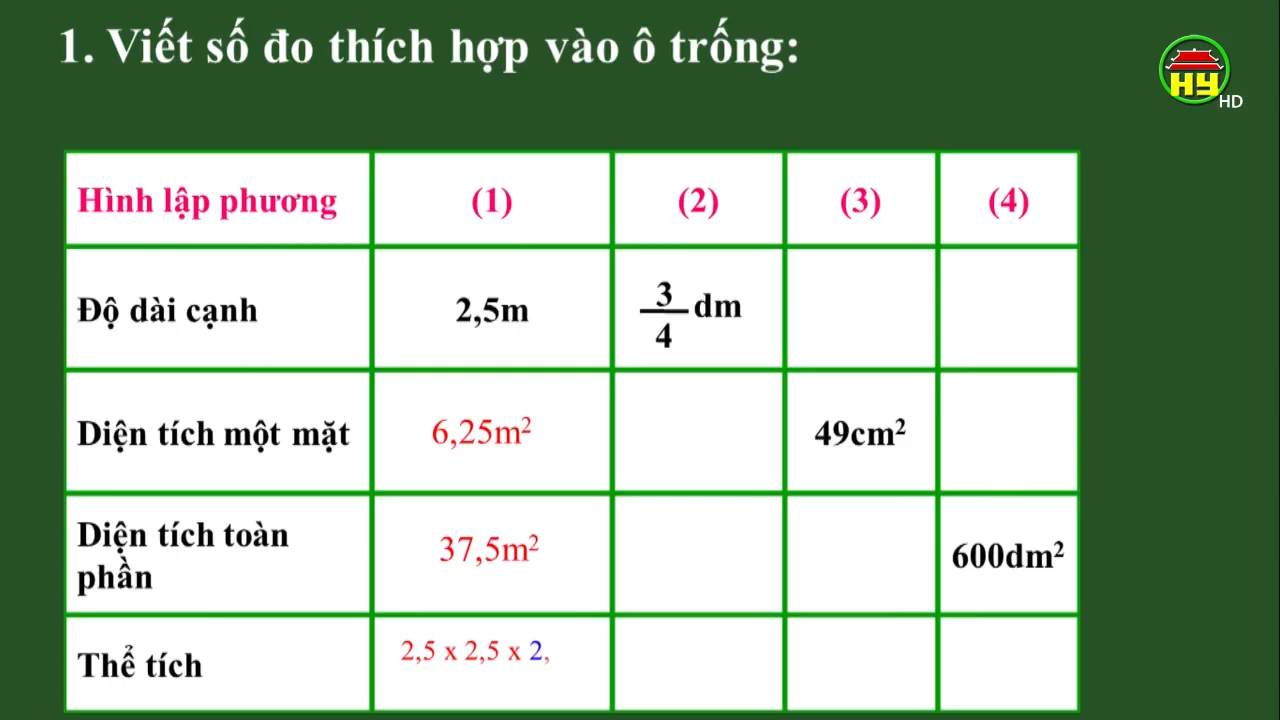 1. Viết số đo thích hợp vào ô trống:
HY HD
Hình lập phương (1) (2) (3) (4)
Độ dài cạnh 2,5m 3/4 dm
Diện tích một mặt 6,25m² 49cm²
Diện tích toàn
phần 37,5m² 600dm²
Thể tích 2,5 x 2,5 x 2,